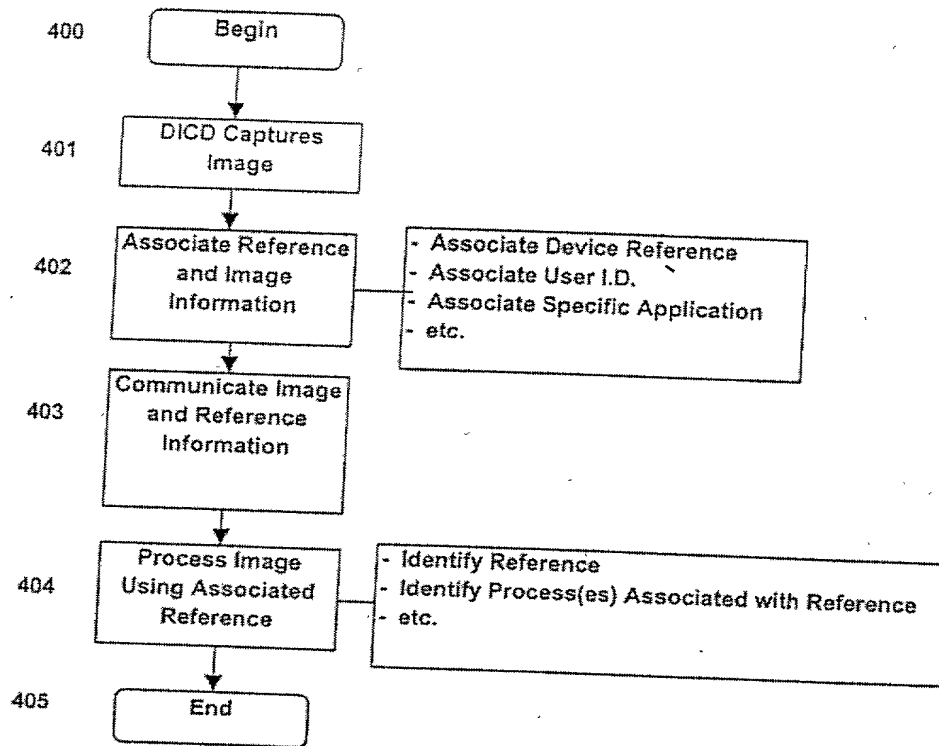 400
Begin
401
DICD Captures
Image
402
Associate Reference
and Image
Information
- Associate Device Reference
- Associate User I.D.
- Associate Specific Application
- etc.
403
Communicate Image
and Reference
Information
404
Process Image
Using Associated
Reference
- Identify Reference
- Identify Process(es) Associated with Reference
- etc.
405
End